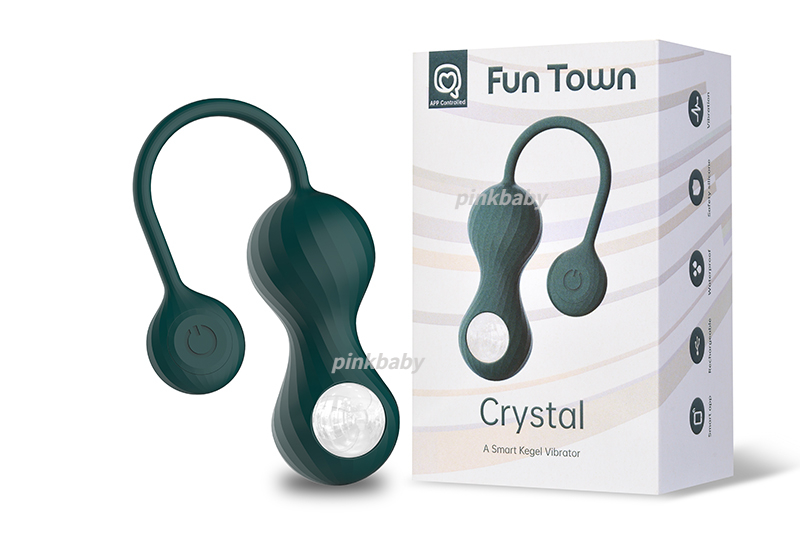 APP Controlled
Fun Town
pinkbaby
pinkbaby
Crystal
A Smart Kegel Vibrator
Vibration
Safety silicone
Waterproof
Rechargeable
Smart app